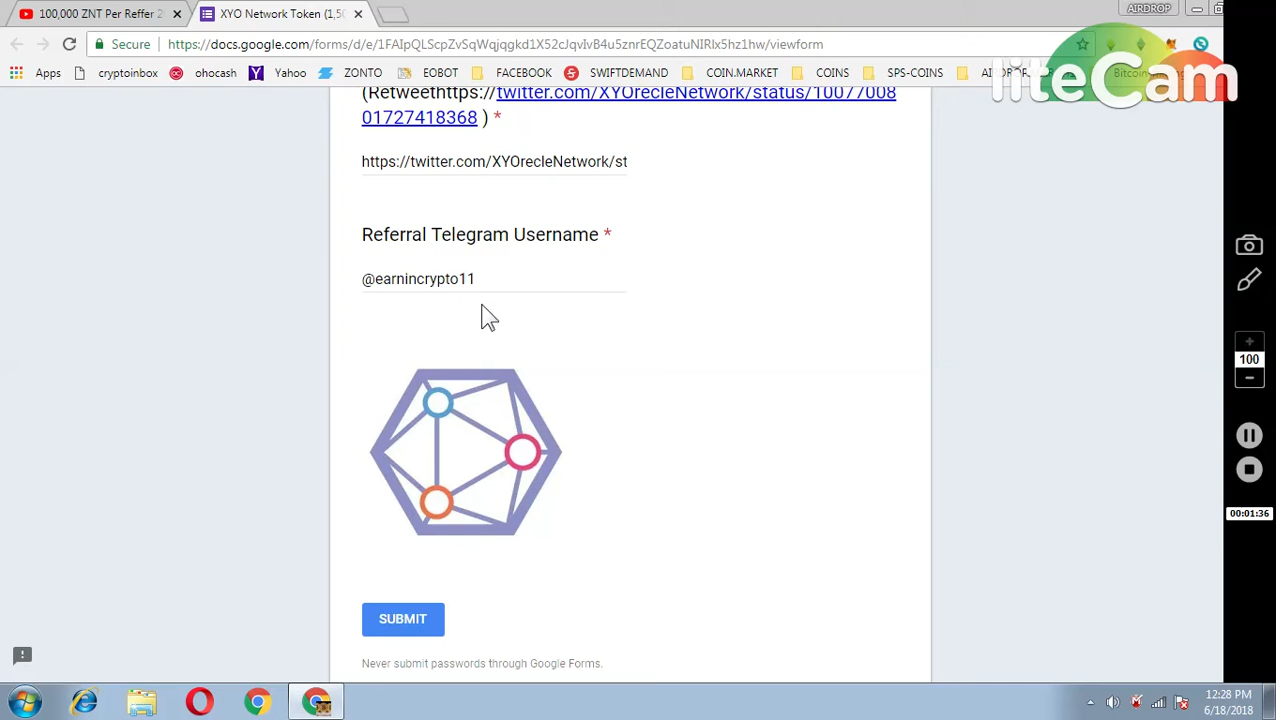 100,000 ZNT Per Reffer 2
XYO Network Token (1,50
AIRDROP
Secure
https://docs.google.com/forms/d/e/1FAIpQLScpZvSqWqjqgkd1X52cJqvIvB4u5znrEQZoatuNIRlx5hz1hw/viewform
Apps
cryptoinbox
ohocash
Yahoo
ZONTO
EOBOT
FACEBOOK
SWIFTDEMAND
COIN.MARKET
COINS
SPS-COINS
liteCam
(Retweethttps://twitter.com/XYOrecleNetwork/status/10077008
01727418368 ) *
https://twitter.com/XYOrecleNetwork/st
Referral Telegram Username *
@earnincrypto11
100
00:01:36
SUBMIT
Never submit passwords through Google Forms.
12:28 PM
6/18/2018